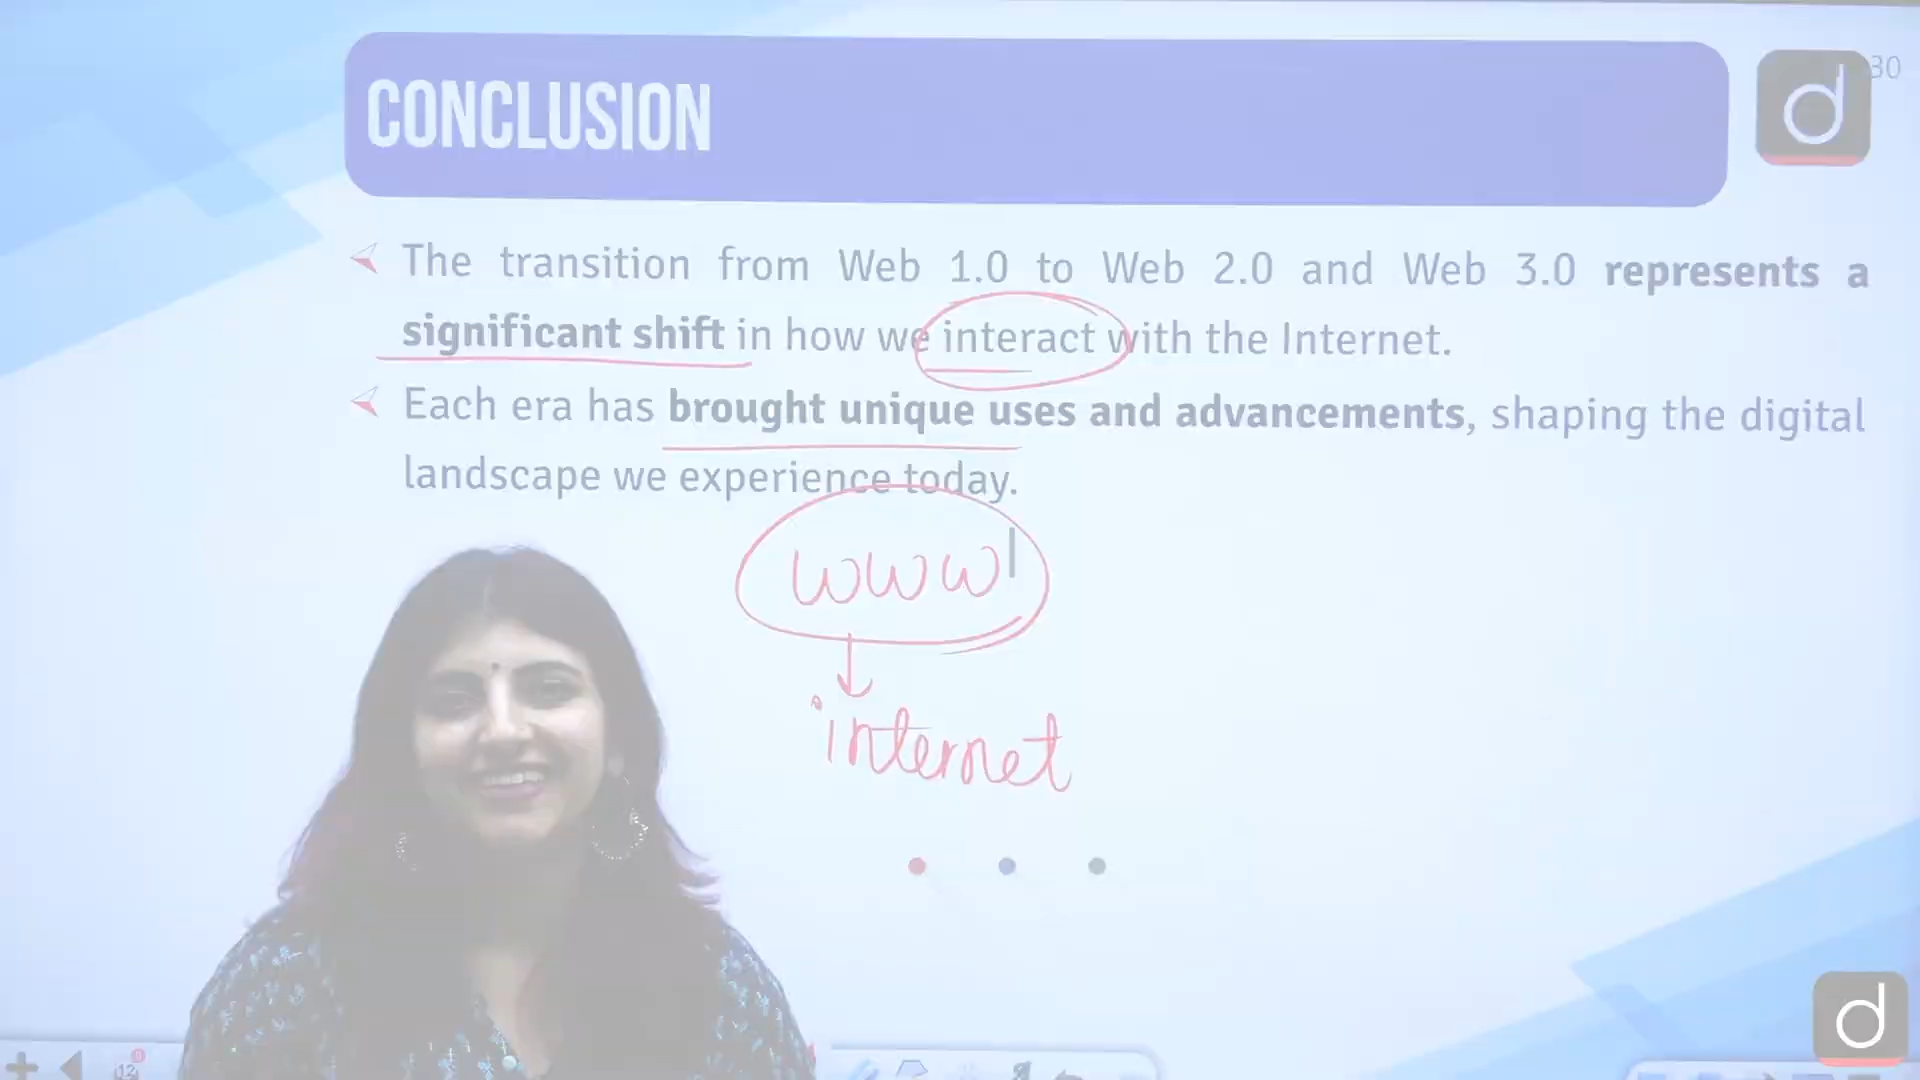 CONCLUSION
d
30
The transition from Web 1.0 to Web 2.0 and Web 3.0 represents a
significant shift in how we interact with the Internet.
Each era has brought unique uses and advancements, shaping the digital
landscape we experience today.
www
internet
d
12